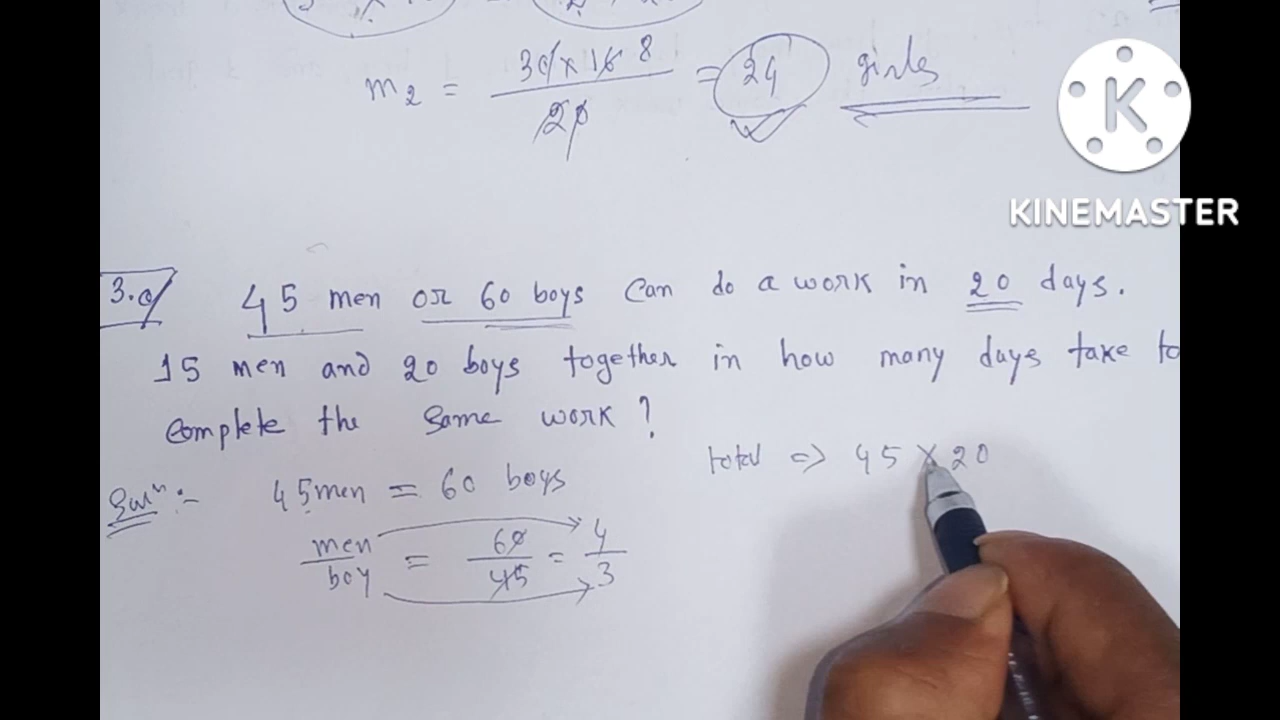 m2 = 30 x 16 8 / 20 = 24 girls
K
KINEMASTER
3.Q/ 45 men or 60 boys can do a work in 20 days.
15 men and 20 boys together in how many days take to
complete the same work?
total => 45 x 20
Solⁿ :- 45men = 60 boys
men / boy = 60 / 45 = 4 / 3